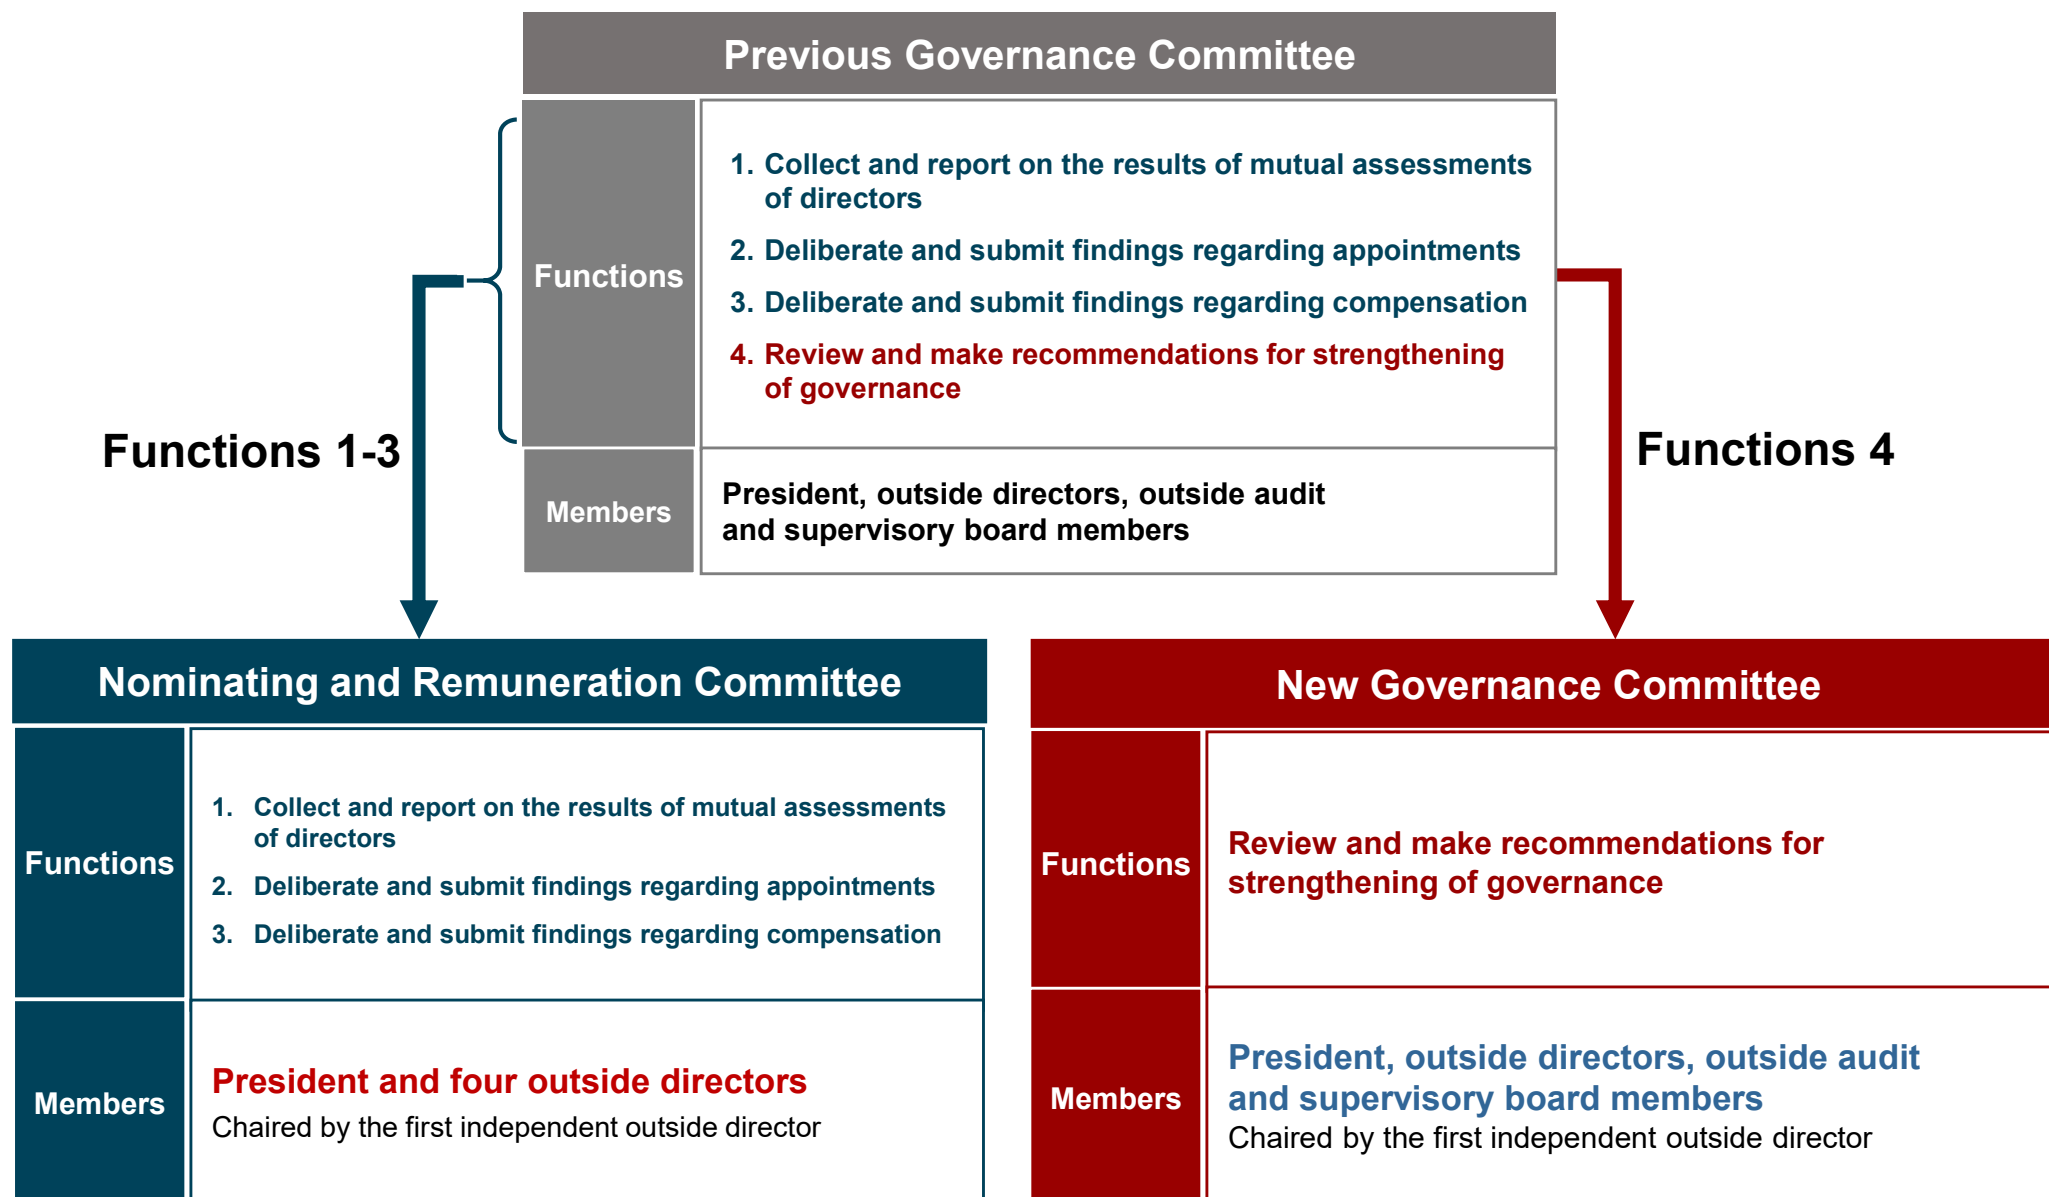 Previous Governance Committee
Functions
1. Collect and report on the results of mutual assessments
of directors
2. Deliberate and submit findings regarding appointments
3. Deliberate and submit findings regarding compensation
4. Review and make recommendations for strengthening
of governance
Members
President, outside directors, outside audit
and supervisory board members
Functions 1-3
Functions 4
Nominating and Remuneration Committee
Functions
1. Collect and report on the results of mutual assessments
of directors
2. Deliberate and submit findings regarding appointments
3. Deliberate and submit findings regarding compensation
Members
President and four outside directors
Chaired by the first independent outside director
New Governance Committee
Functions
Review and make recommendations for
strengthening of governance
Members
President, outside directors, outside audit
and supervisory board members
Chaired by the first independent outside director